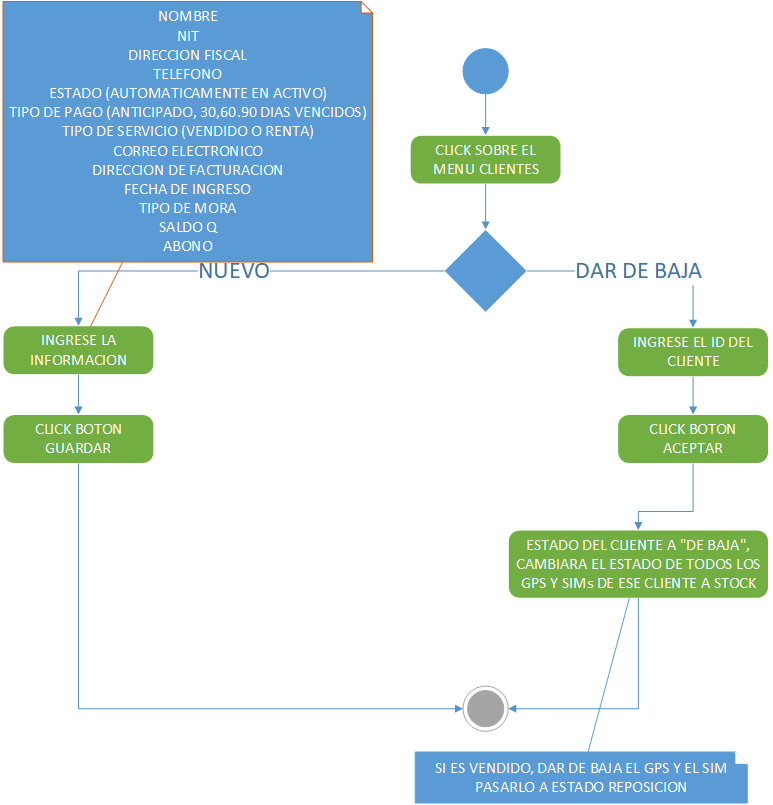 NOMBRE
NIT
DIRECCION FISCAL
TELEFONO
ESTADO (AUTOMATICAMENTE EN ACTIVO)
TIPO DE PAGO (ANTICIPADO, 30,60.90 DIAS VENCIDOS)
TIPO DE SERVICIO (VENDIDO O RENTA)
CORREO ELECTRONICO
DIRECCION DE FACTURACION
FECHA DE INGRESO
TIPO DE MORA
SALDO Q
ABONO
CLICK SOBRE EL
MENU CLIENTES
NUEVO
DAR DE BAJA
INGRESE LA
INFORMACION
CLICK BOTON
GUARDAR
INGRESE EL ID DEL
CLIENTE
CLICK BOTON
ACEPTAR
ESTADO DEL CLIENTE A "DE BAJA",
CAMBIARA EL ESTADO DE TODOS LOS
GPS Y SIMs DE ESE CLIENTE A STOCK
SI ES VENDIDO, DAR DE BAJA EL GPS Y EL SIM
PASARLO A ESTADO REPOSICION